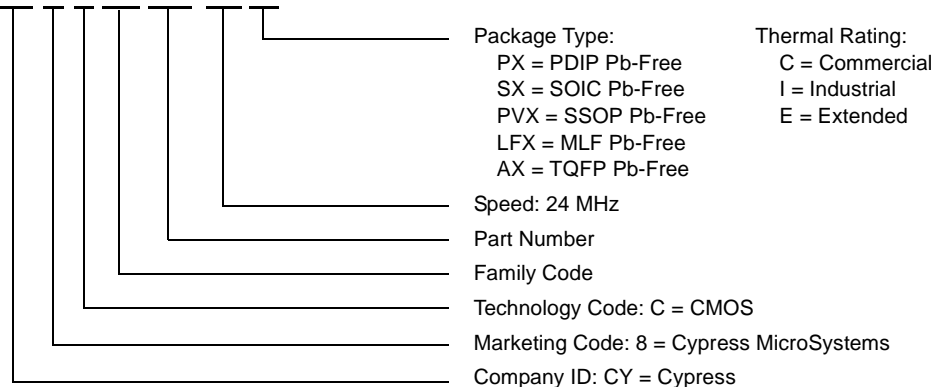 Package Type: Thermal Rating:
PX = PDIP Pb-Free C = Commercial
SX = SOIC Pb-Free I = Industrial
PVX = SSOP Pb-Free E = Extended
LFX = MLF Pb-Free
AX = TQFP Pb-Free
Speed: 24 MHz
Part Number
Family Code
Technology Code: C = CMOS
Marketing Code: 8 = Cypress MicroSystems
Company ID: CY = Cypress